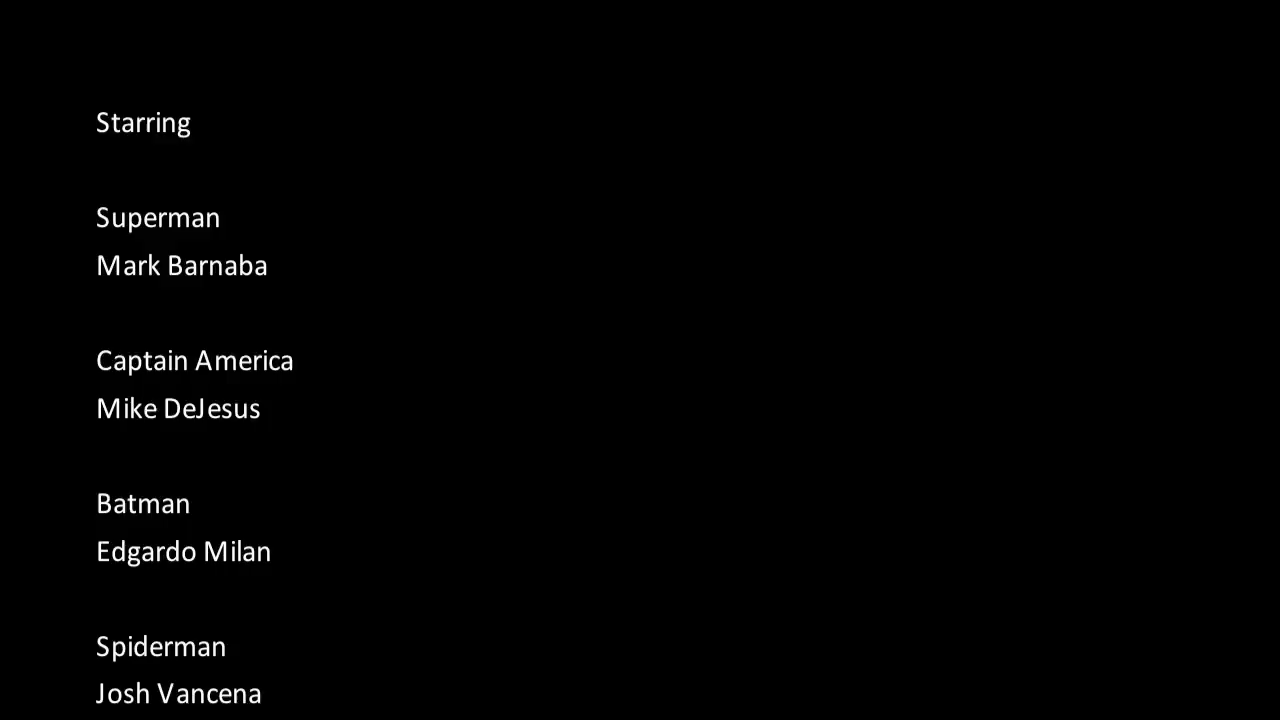 Starring
Superman
Mark Barnaba
Captain America
Mike DeJesus
Batman
Edgardo Milan
Spiderman
Josh Vancena